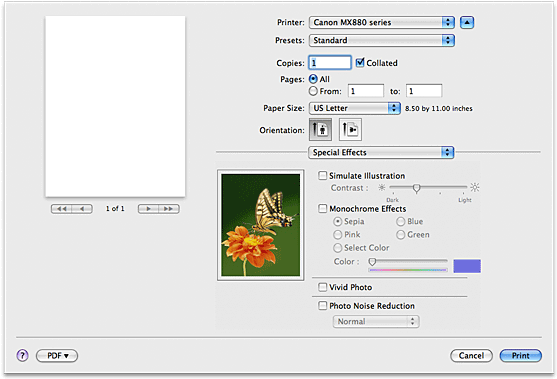 Printer: Canon MX880 series
Presets: Standard
Copies: 1 Collated
Pages: All
From: 1 to: 1
Paper Size: US Letter 8.50 by 11.00 inches
Orientation:
Special Effects
1 of 1
Simulate Illustration
Contrast :
Dark Light
Monochrome Effects
Sepia Blue
Pink Green
Select Color
Color :
Vivid Photo
Photo Noise Reduction
Normal
? PDF ▾ Cancel Print